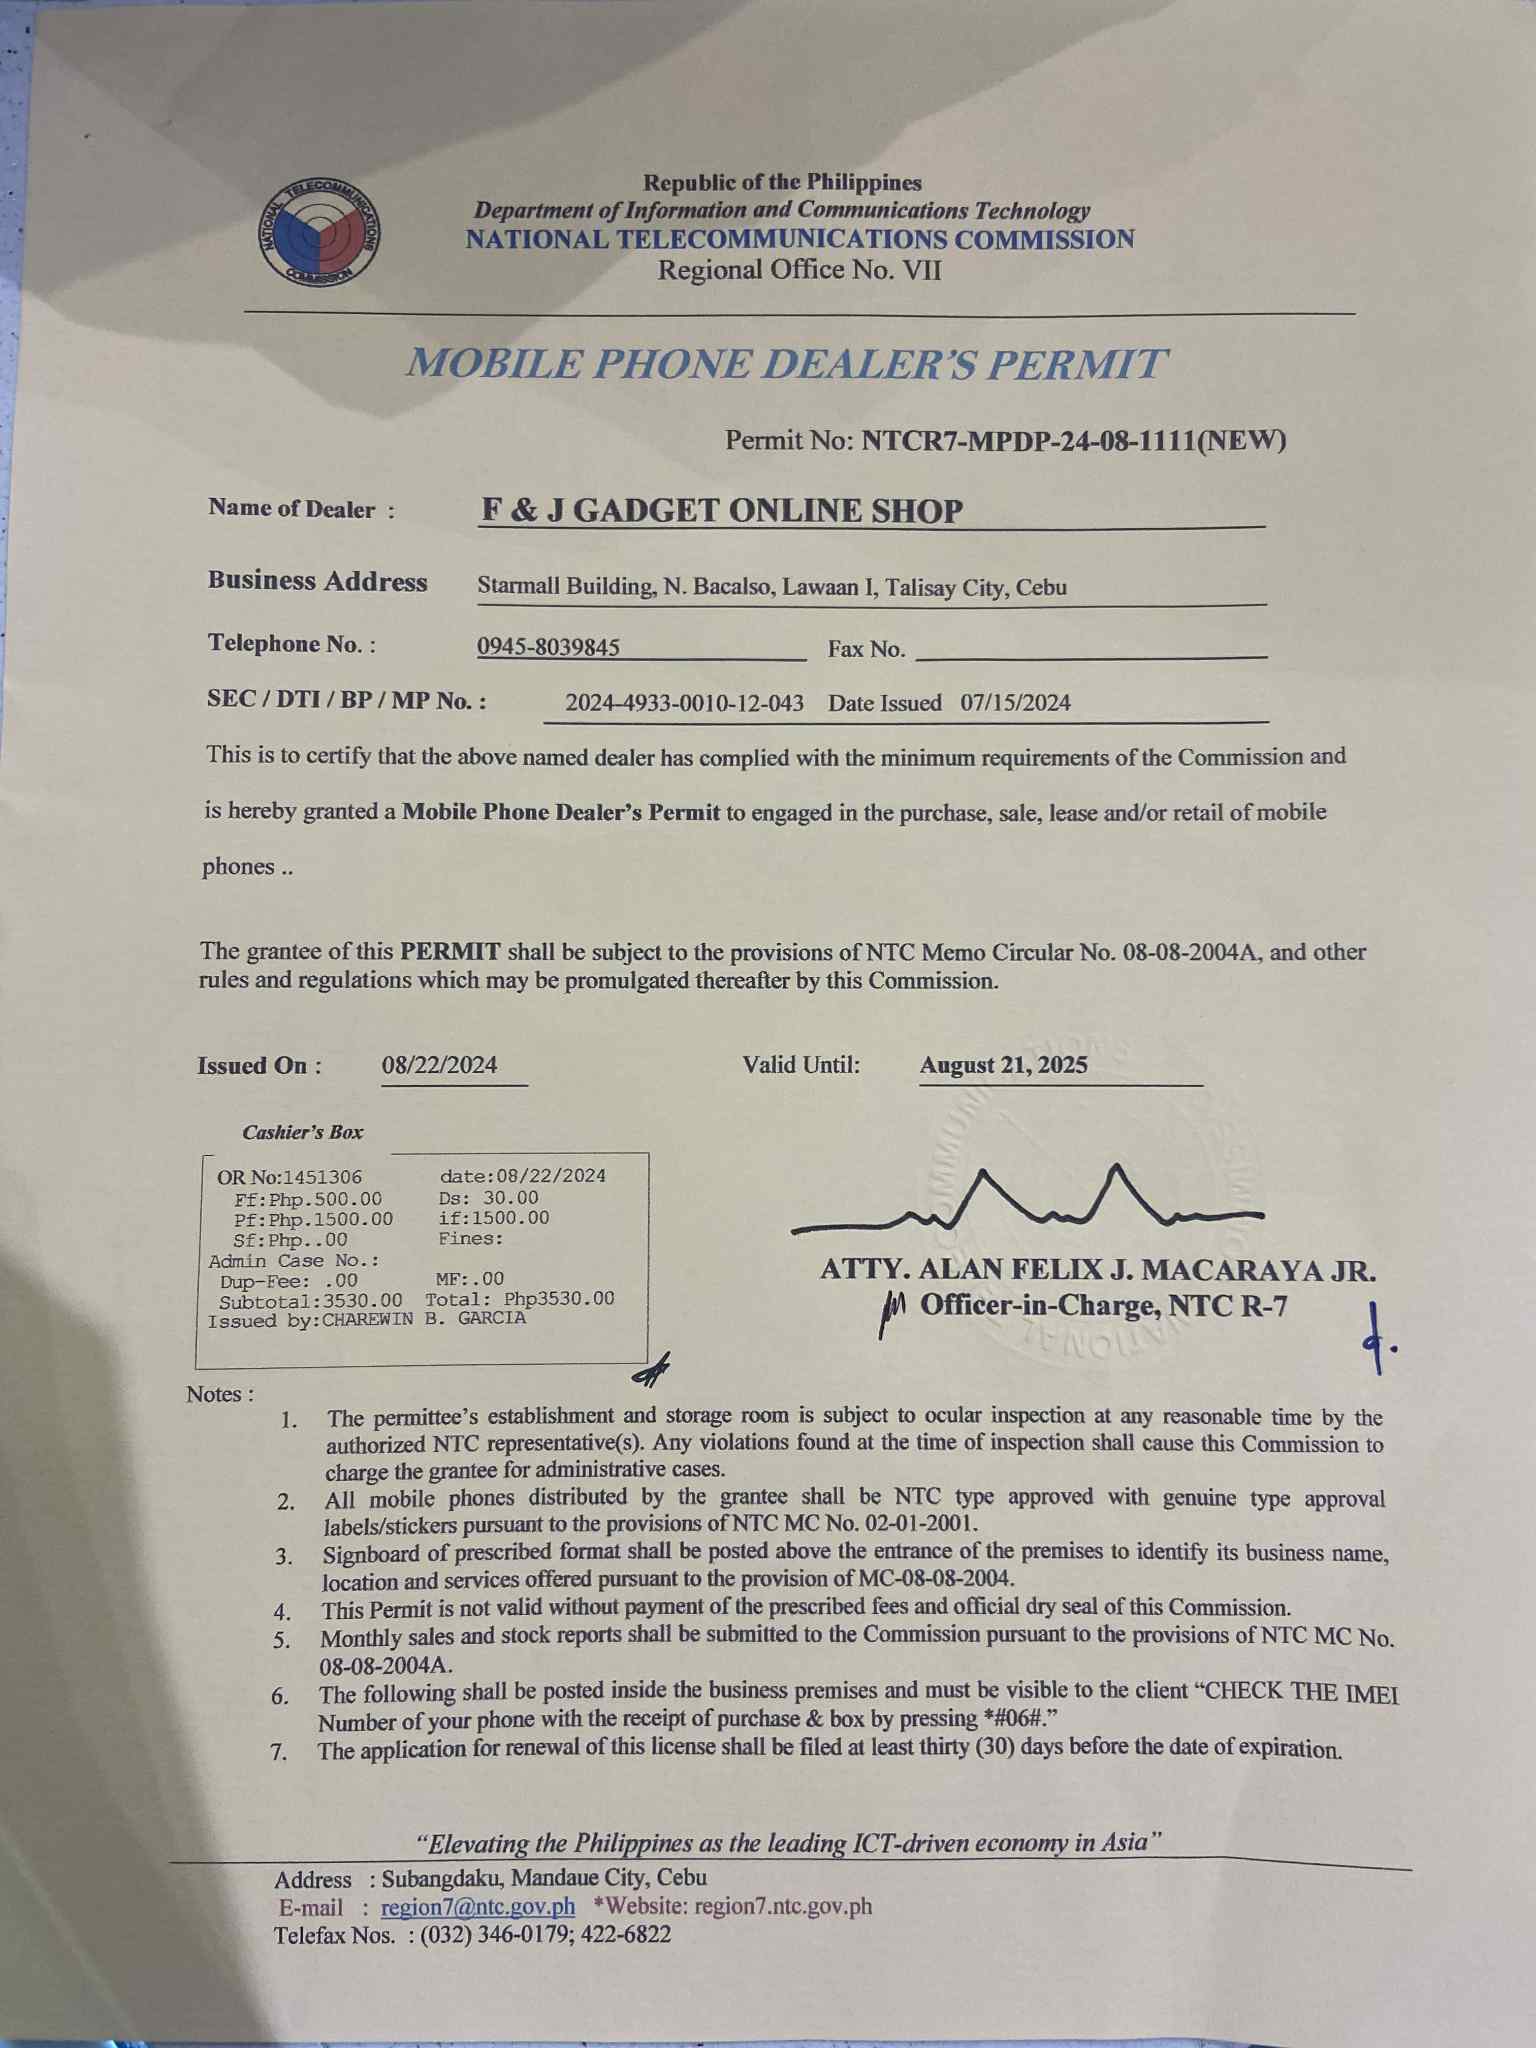 NATIONAL TELECOMMUNICATIONS COMMISSION
Republic of the Philippines
Department of Information and Communications Technology
NATIONAL TELECOMMUNICATIONS COMMISSION
Regional Office No. VII
MOBILE PHONE DEALER'S PERMIT
Permit No: NTCR7-MPDP-24-08-1111(NEW)
Name of Dealer : F & J GADGET ONLINE SHOP
Business Address Starmall Building, N. Bacalso, Lawaan I, Talisay City, Cebu
Telephone No. : 0945-8039845 Fax No.
SEC / DTI / BP / MP No. : 2024-4933-0010-12-043 Date Issued 07/15/2024
This is to certify that the above named dealer has complied with the minimum requirements of the Commission and
is hereby granted a Mobile Phone Dealer's Permit to engaged in the purchase, sale, lease and/or retail of mobile
phones ..
The grantee of this PERMIT shall be subject to the provisions of NTC Memo Circular No. 08-08-2004A, and other
rules and regulations which may be promulgated thereafter by this Commission.
Issued On : 08/22/2024 Valid Until: August 21, 2025
Cashier's Box
OR No:1451306 date:08/22/2024
Ff:Php.500.00 Ds: 30.00
Pf:Php.1500.00 if:1500.00
Sf:Php..00 Fines:
Admin Case No.:
Dup-Fee: .00 MF:.00
Subtotal:3530.00 Total: Php3530.00
Issued by:CHAREWIN B. GARCIA
ATTY. ALAN FELIX J. MACARAYA JR.
Officer-in-Charge, NTC R-7
Notes :
1. The permittee's establishment and storage room is subject to ocular inspection at any reasonable time by the
authorized NTC representative(s). Any violations found at the time of inspection shall cause this Commission to
charge the grantee for administrative cases.
2. All mobile phones distributed by the grantee shall be NTC type approved with genuine type approval
labels/stickers pursuant to the provisions of NTC MC No. 02-01-2001.
3. Signboard of prescribed format shall be posted above the entrance of the premises to identify its business name,
location and services offered pursuant to the provision of MC-08-08-2004.
4. This Permit is not valid without payment of the prescribed fees and official dry seal of this Commission.
5. Monthly sales and stock reports shall be submitted to the Commission pursuant to the provisions of NTC MC No.
08-08-2004A.
6. The following shall be posted inside the business premises and must be visible to the client “CHECK THE IMEI
Number of your phone with the receipt of purchase & box by pressing *#06#.”
7. The application for renewal of this license shall be filed at least thirty (30) days before the date of expiration.
“Elevating the Philippines as the leading ICT-driven economy in Asia”
Address : Subangdaku, Mandaue City, Cebu
E-mail : region7@ntc.gov.ph *Website: region7.ntc.gov.ph
Telefax Nos. : (032) 346-0179; 422-6822